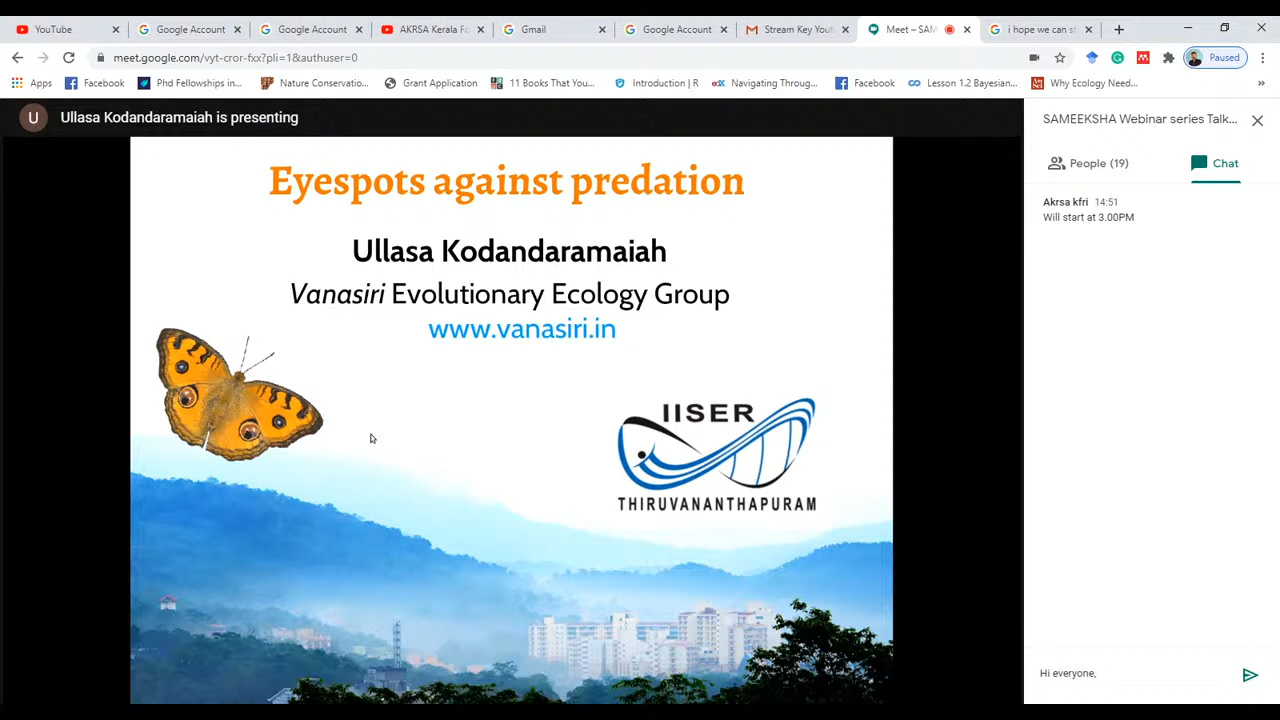 YouTube
Google Account
Google Account
AKRSA Kerala Fo
Gmail
Google Account
Stream Key Youtu
Meet – SAM
i hope we can st
meet.google.com/vyt-cror-fxx?pli=1&authuser=0
Paused
Apps
Facebook
Phd Fellowships in...
Nature Conservatio...
Grant Application
11 Books That You...
Introduction | R
Navigating Throug...
Facebook
Lesson 1.2 Bayesian...
Why Ecology Need...
»
U
Ullasa Kodandaramaiah is presenting
SAMEEKSHA Webinar series Talk...
People (19)
Chat
Akrsa kfri 14:51
Will start at 3.00PM
Eyespots against predation
Ullasa Kodandaramaiah
Vanasiri Evolutionary Ecology Group
www.vanasiri.in
IISER
THIRUVANANTHAPURAM
Hi everyone,